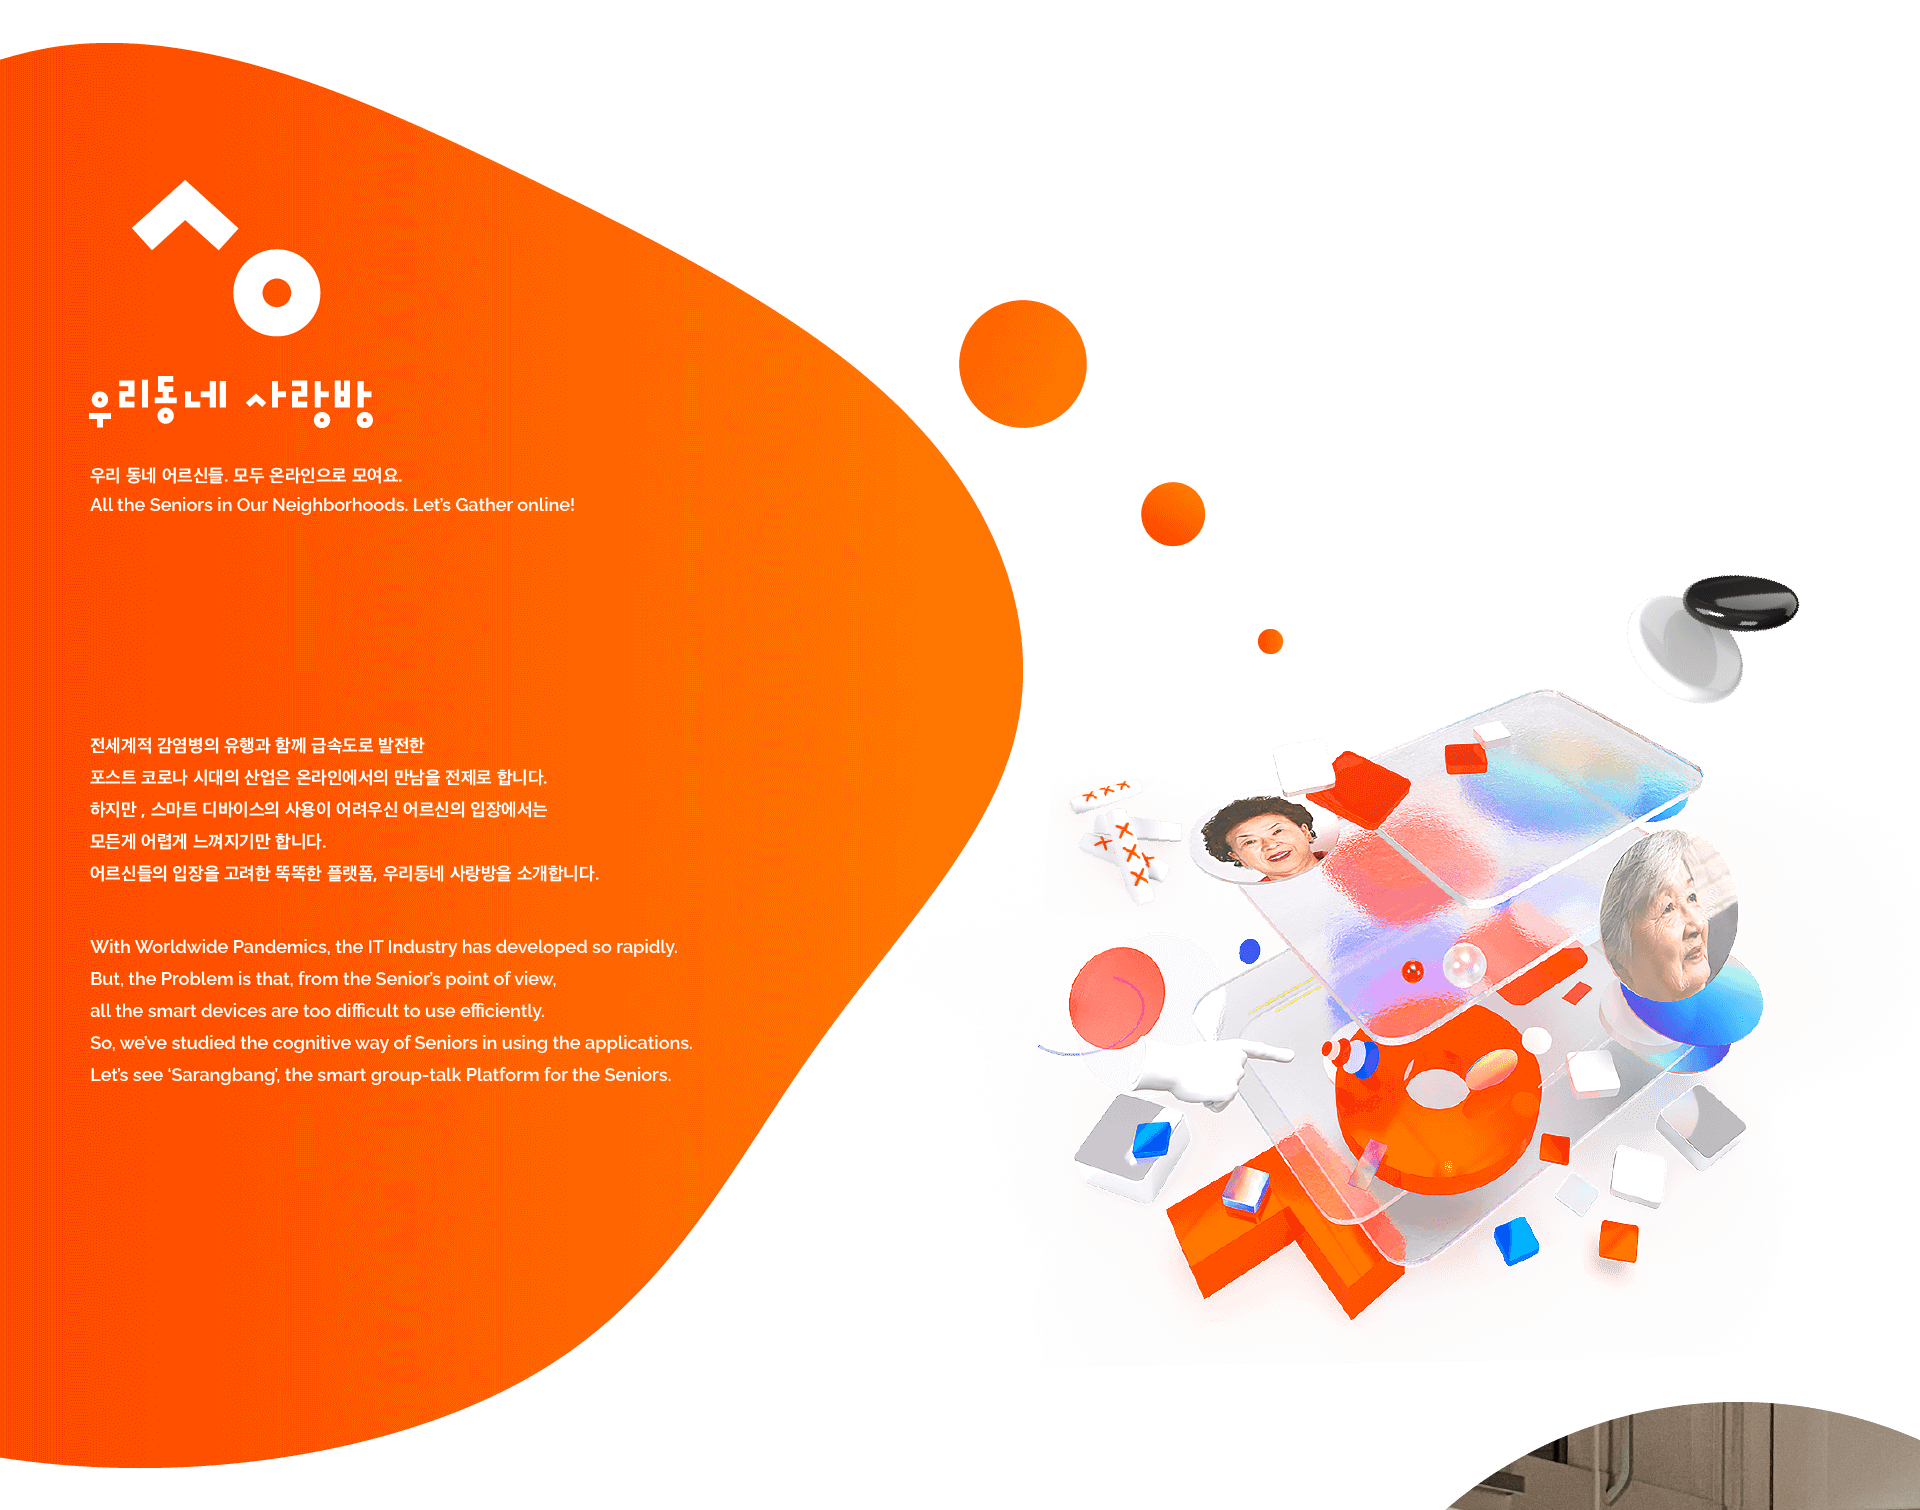 우리동네 사랑방
우리 동네 어르신들. 모두 온라인으로 모여요.
All the Seniors in Our Neighborhoods. Let's Gather online!
전세계적 감염병의 유행과 함께 급속도로 발전한
포스트 코로나 시대의 산업은 온라인에서의 만남을 전제로 합니다.
하지만 , 스마트 디바이스의 사용이 어려우신 어르신의 입장에서는
모든게 어렵게 느껴지기만 합니다.
어르신들의 입장을 고려한 똑똑한 플랫폼, 우리동네 사랑방을 소개합니다.
With Worldwide Pandemics, the IT Industry has developed so rapidly.
But, the Problem is that, from the Senior's point of view,
all the smart devices are too difficult to use efficiently.
So, we've studied the cognitive way of Seniors in using the applications.
Let's see ‘Sarangbang’, the smart group-talk Platform for the Seniors.